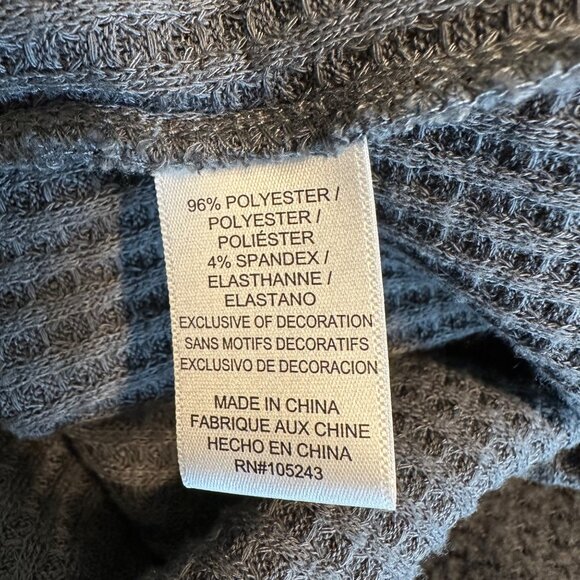 96% POLYESTER /
POLYESTER /
POLIÉSTER
4% SPANDEX /
ELASTHANNE /
ELASTANO
EXCLUSIVE OF DECORATION
SANS MOTIFS DECORATIFS
EXCLUSIVO DE DECORACION
MADE IN CHINA
FABRIQUE AUX CHINE
HECHO EN CHINA
RN#105243